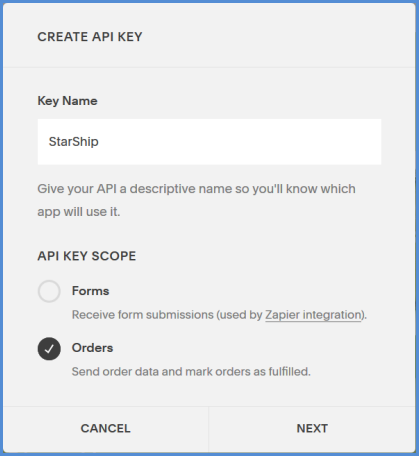 CREATE API KEY
Key Name
StarShip
Give your API a descriptive name so you'll know which
app will use it.
API KEY SCOPE
Forms
Receive form submissions (used by Zapier integration).
Orders
Send order data and mark orders as fulfilled.
CANCEL
NEXT